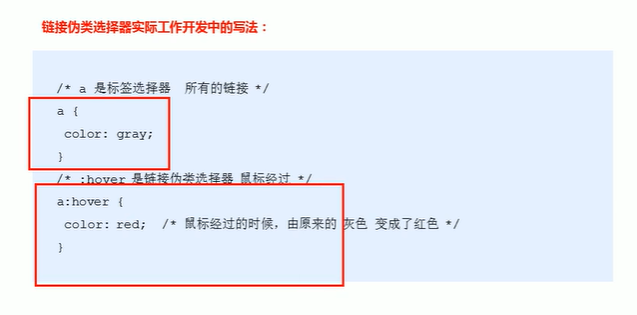 链接伪类选择器实际工作开发中的写法：
/* a 是标签选择器 所有的链接 */
a {
color: gray;
}
/* :hover 是链接伪类选择器 鼠标经过 */
a:hover {
color: red; /* 鼠标经过的时候，由原来的 灰色 变成了红色 */
}